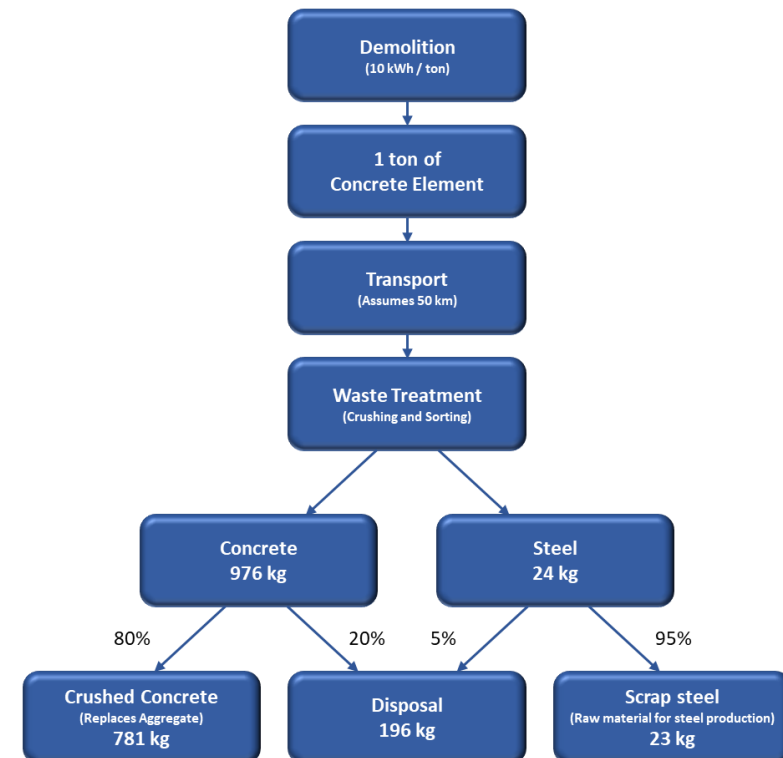 Demolition
(10 kWh / ton)
1 ton of
Concrete Element
Transport
(Assumes 50 km)
Waste Treatment
(Crushing and Sorting)
Concrete
976 kg
Steel
24 kg
80%
20%
5%
95%
Crushed Concrete
(Replaces Aggregate)
781 kg
Disposal
196 kg
Scrap steel
(Raw material for steel production)
23 kg